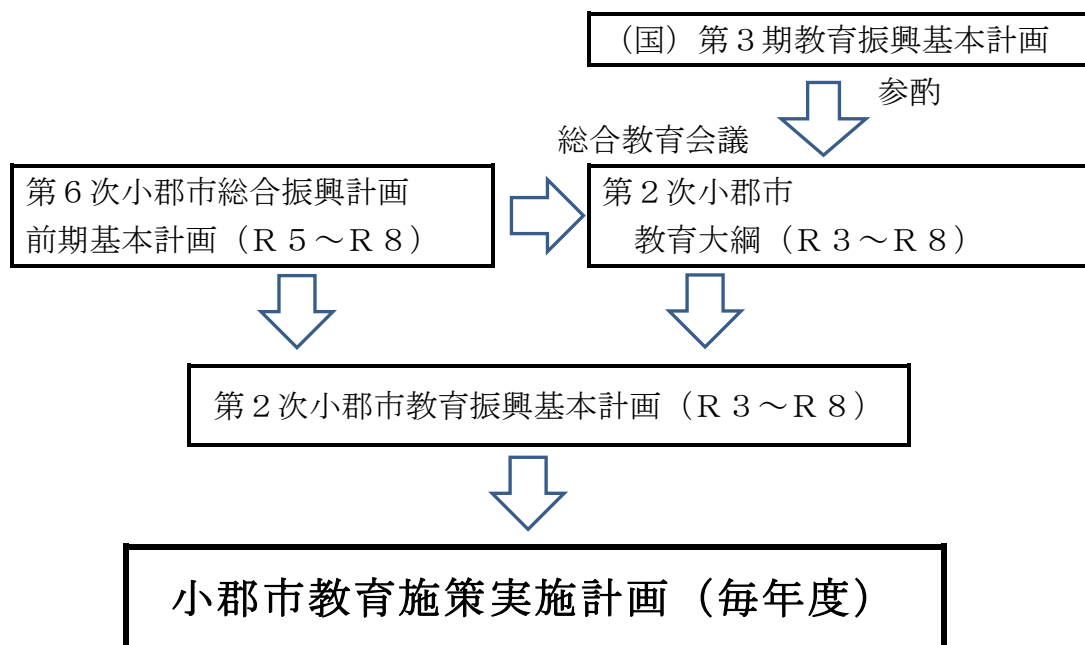 （国）第３期教育振興基本計画
参酌
総合教育会議
第６次小郡市総合振興計画
前期基本計画（Ｒ５～Ｒ８）
第２次小郡市
教育大綱（Ｒ３～Ｒ８）
第２次小郡市教育振興基本計画（Ｒ３～Ｒ８）
小郡市教育施策実施計画（毎年度）